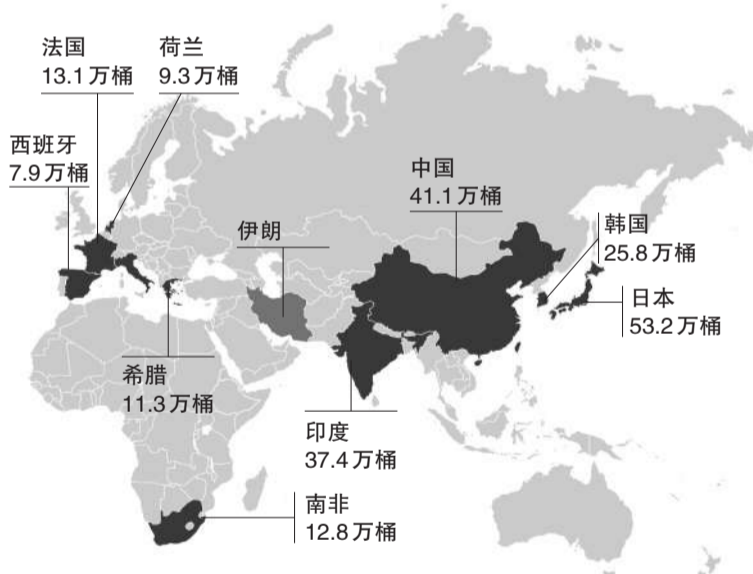 法国
13.1万桶
荷兰
9.3万桶
西班牙
7.9万桶
中国
41.1万桶
伊朗
韩国
25.8万桶
日本
53.2万桶
希腊
11.3万桶
印度
37.4万桶
南非
12.8万桶